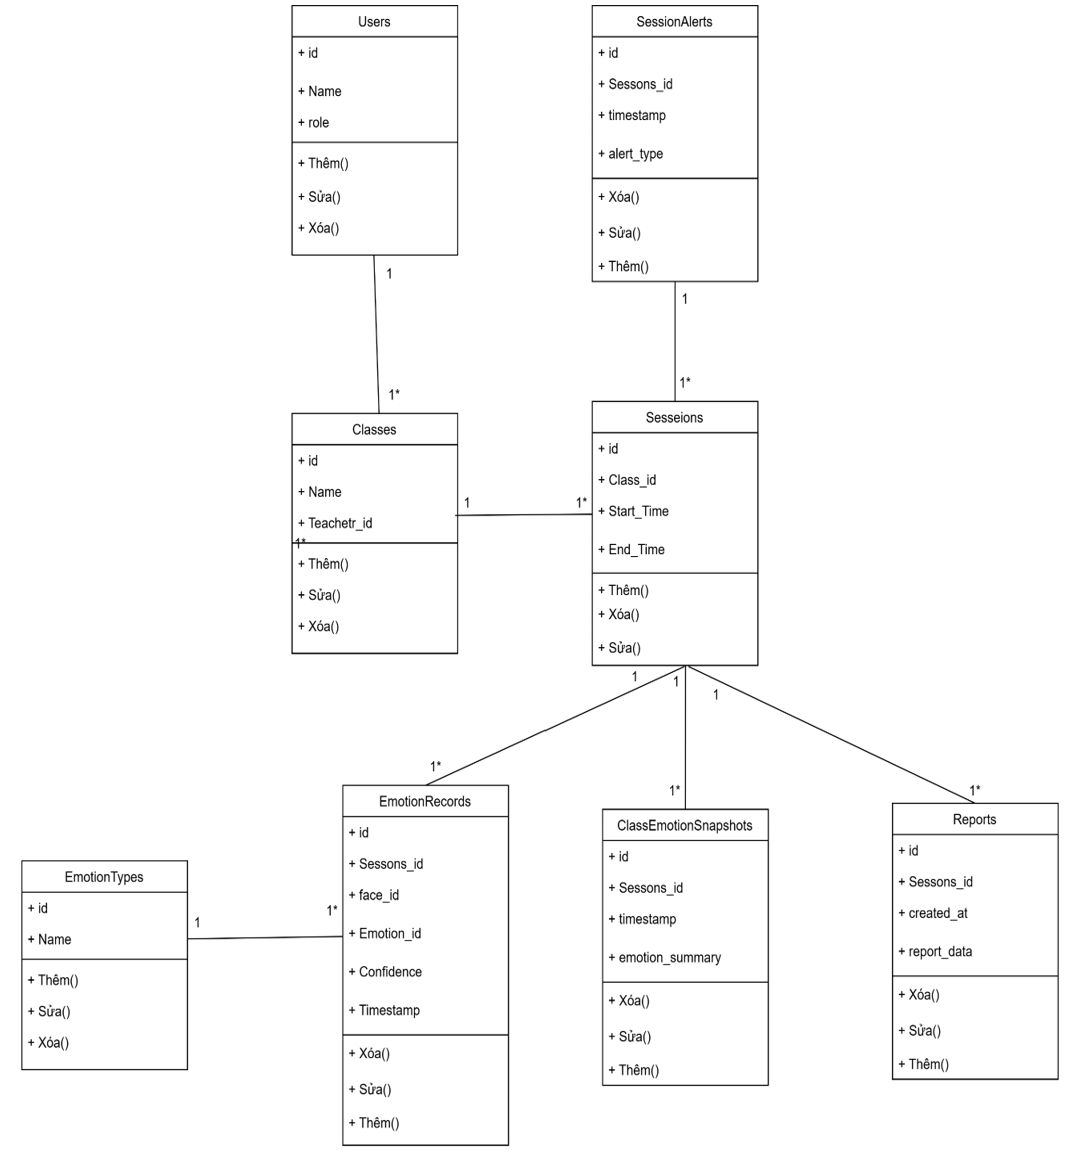 Users
+ id
+ Name
+ role
+ Thêm()
+ Sửa()
+ Xóa()
1
1*
SessionAlerts
+ id
+ Sessons_id
+ timestamp
+ alert_type
+ Xóa()
+ Sửa()
+ Thêm()
1
1*
Classes
+ id
+ Name
+ Teachetr_id
1*
+ Thêm()
+ Sửa()
+ Xóa()
1
1*
Sesseions
+ id
+ Class_id
+ Start_Time
+ End_Time
+ Thêm()
+ Xóa()
+ Sửa()
1
1
1
1*
1*
1*
EmotionTypes
+ id
+ Name
+ Thêm()
+ Sửa()
+ Xóa()
1
1*
EmotionRecords
+ id
+ Sessons_id
+ face_id
+ Emotion_id
+ Confidence
+ Timestamp
+ Xóa()
+ Sửa()
+ Thêm()
ClassEmotionSnapshots
+ id
+ Sessons_id
+ timestamp
+ emotion_summary
+ Xóa()
+ Sửa()
+ Thêm()
Reports
+ id
+ Sessons_id
+ created_at
+ report_data
+ Xóa()
+ Sửa()
+ Thêm()